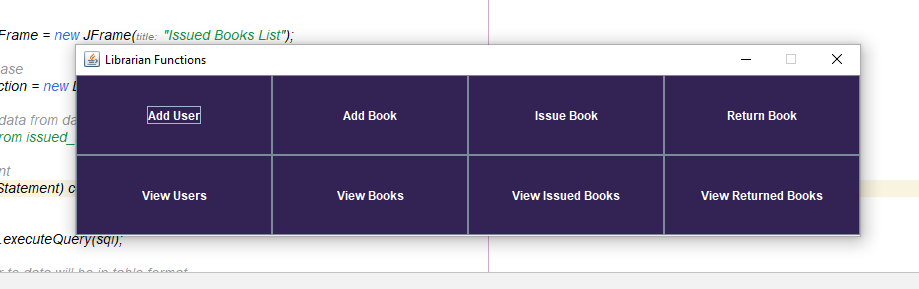 Frame = new JFrame(title: "Issued Books List");
Librarian Functions
ase
ction = new
data from da
rom issued_
nt
Statement) c
.executeQuery(sql);
Add User
Add Book
Issue Book
Return Book
View Users
View Books
View Issued Books
View Returned Books